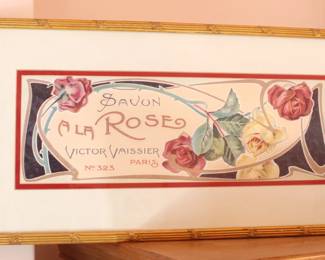 SAVON
A LA ROSE
VICTOR VAISSIER
No 323 PARIS